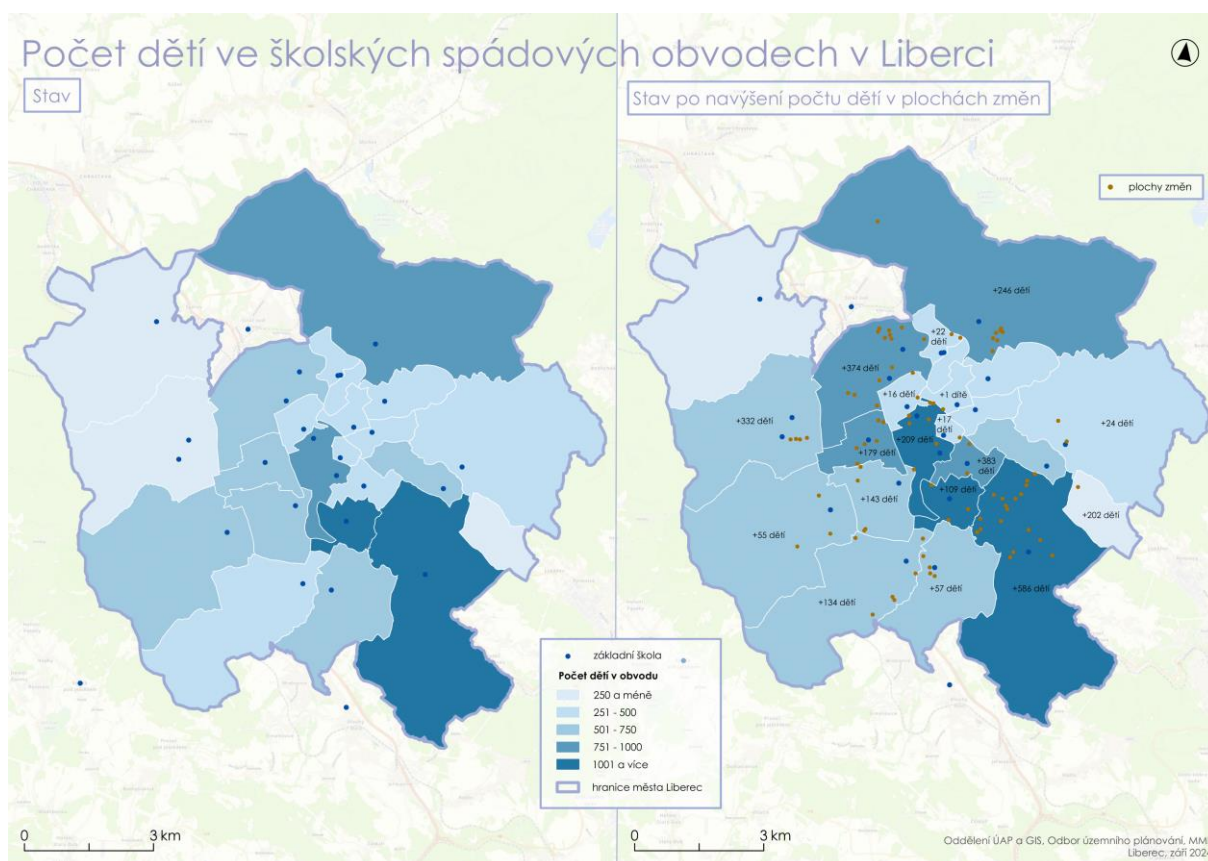 Počet dětí ve školských spádových obvodech v Liberci
Stav
Stav po navýšení počtu dětí v plochách změn
plochy změn
+246 dětí
+22
dětí
+374 dětí
+16 dětí
+1 dítě
+332 dětí
+17
dětí
+24 dětí
+209 dětí
+179 dětí
+383
dětí
+109 dětí
+143 dětí
+202 dětí
+55 dětí
+586 dětí
+57 dětí
+134 dětí
základní škola
Počet dětí v obvodu
250 a méně
251 - 500
501 - 750
751 - 1000
1001 a více
hranice města Liberec
0 3 km
0 3 km
Oddělení ÚAP a GIS, Odbor územního plánování, MM
Liberec, září 2024